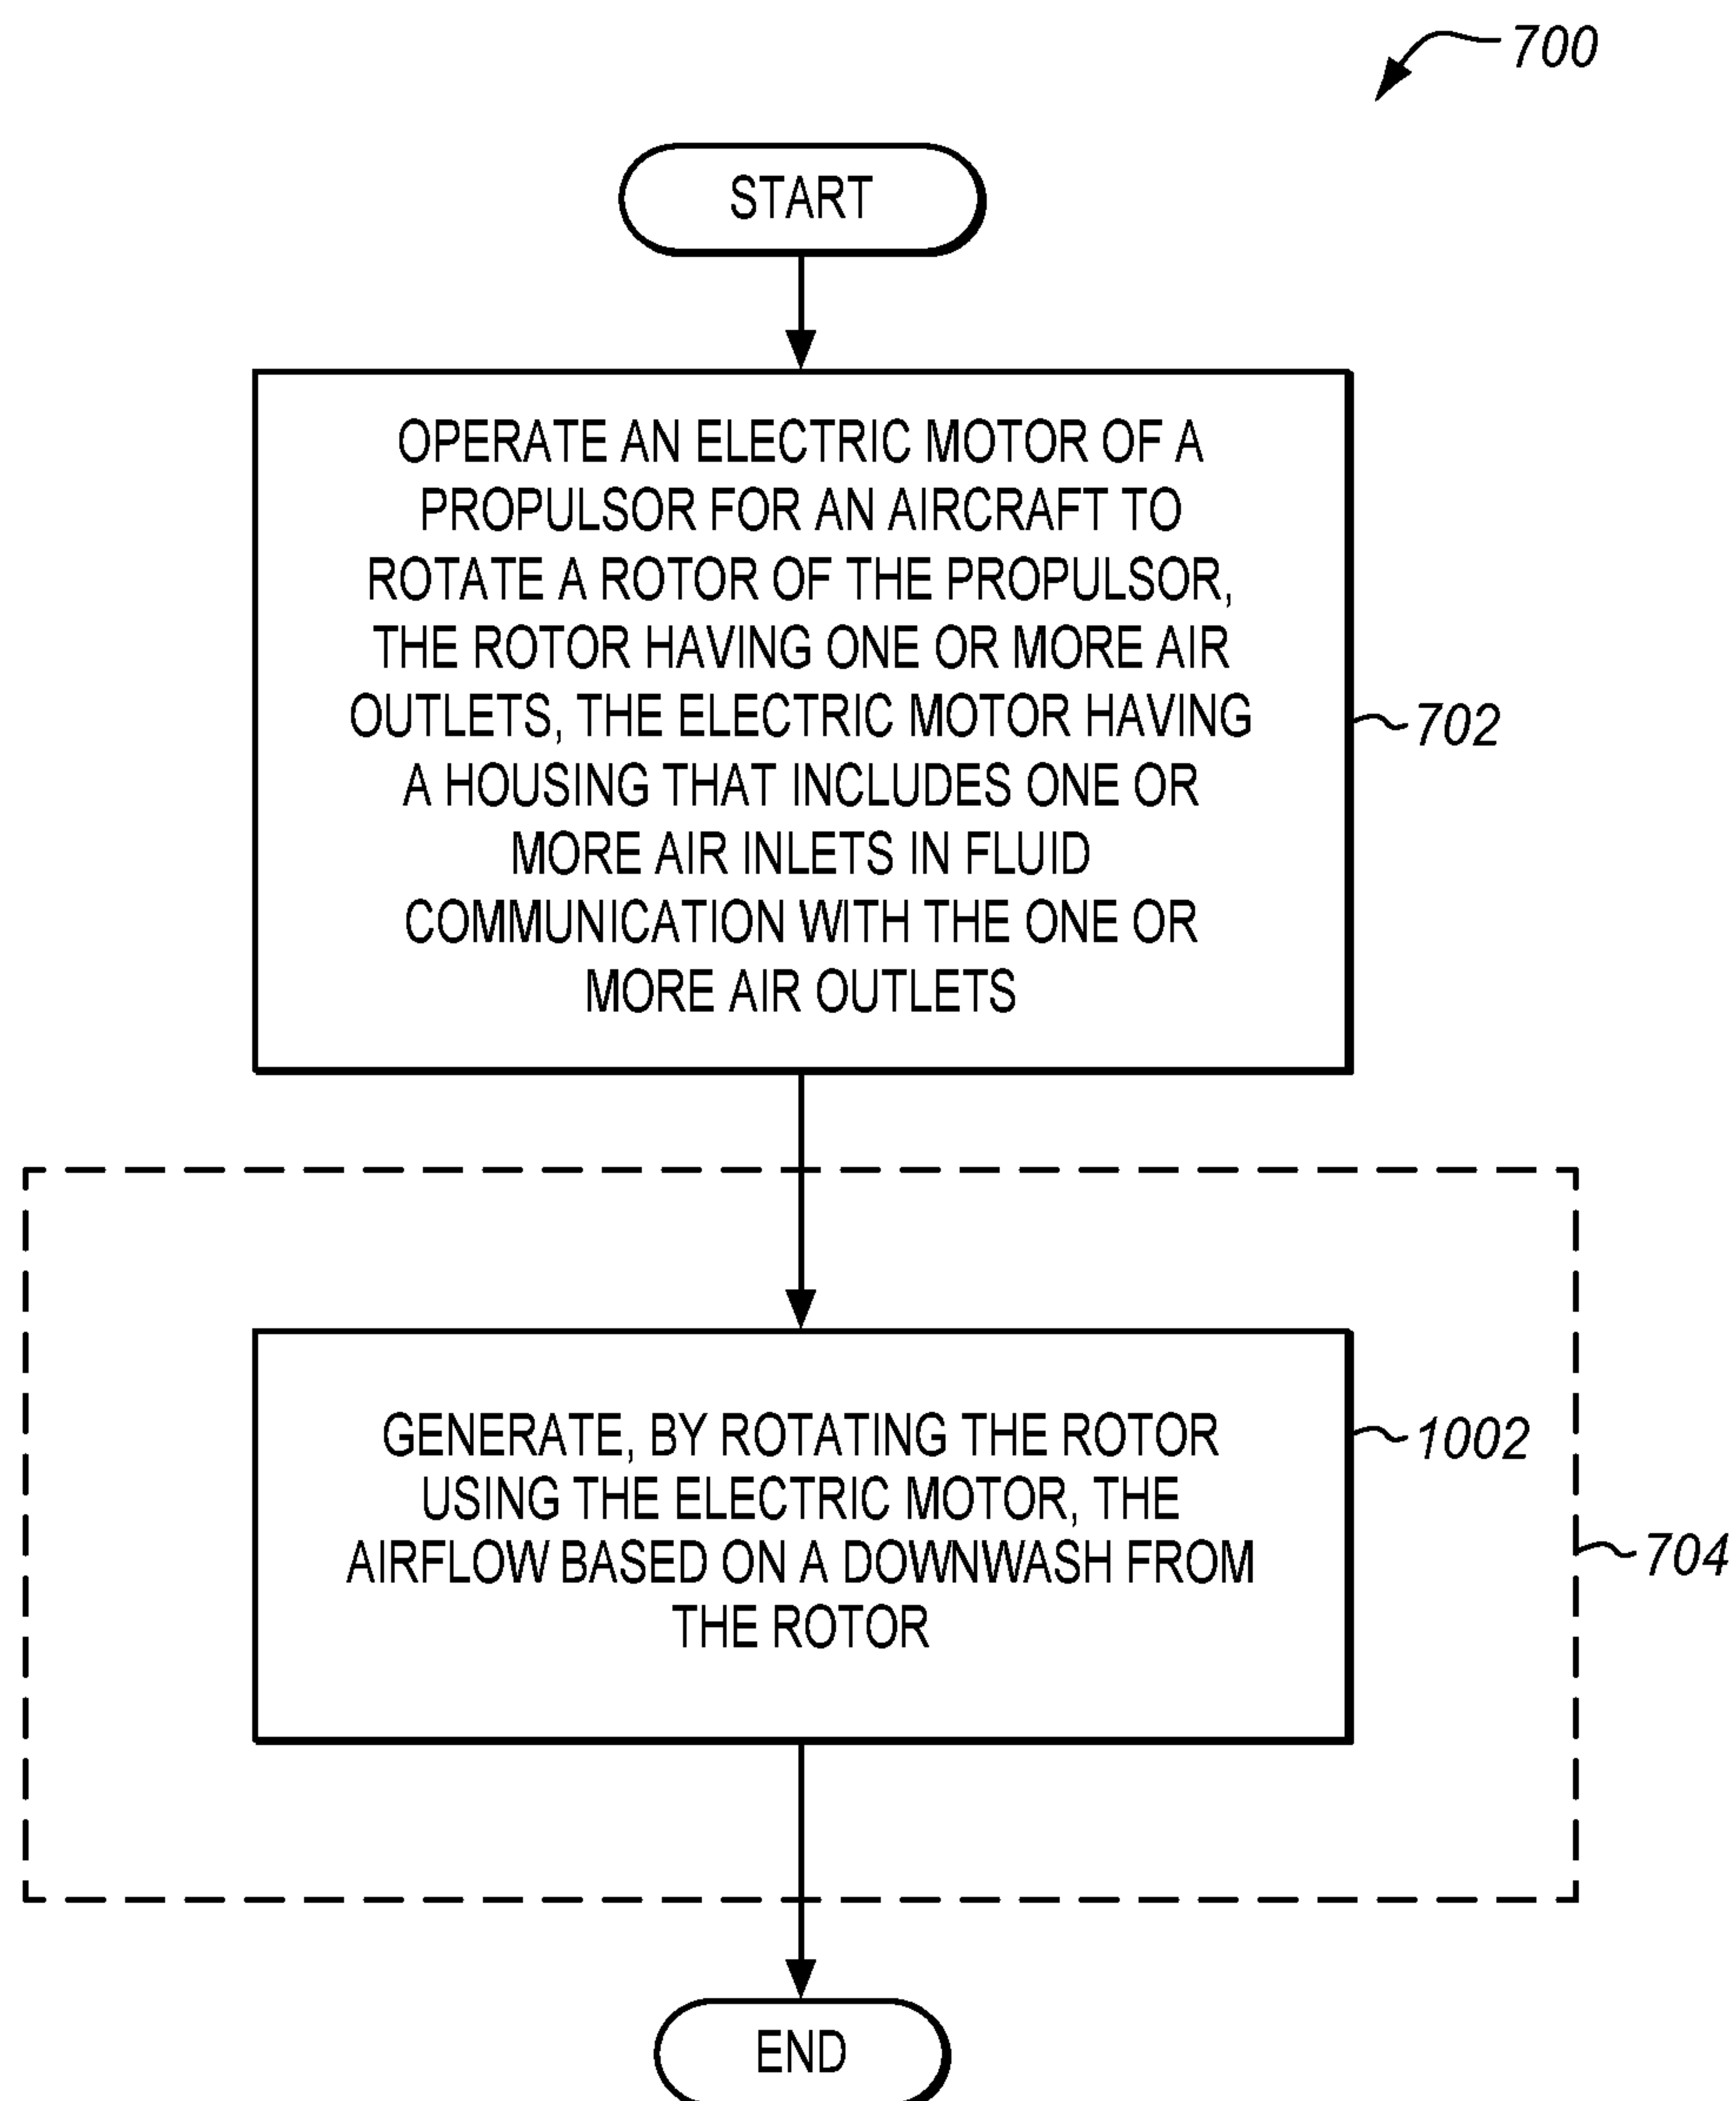 700
START
OPERATE AN ELECTRIC MOTOR OF A
PROPULSOR FOR AN AIRCRAFT TO
ROTATE A ROTOR OF THE PROPULSOR,
THE ROTOR HAVING ONE OR MORE AIR
OUTLETS, THE ELECTRIC MOTOR HAVING
A HOUSING THAT INCLUDES ONE OR
MORE AIR INLETS IN FLUID
COMMUNICATION WITH THE ONE OR
MORE AIR OUTLETS
702
GENERATE, BY ROTATING THE ROTOR
USING THE ELECTRIC MOTOR, THE
AIRFLOW BASED ON A DOWNWASH FROM
THE ROTOR
1002
704
END